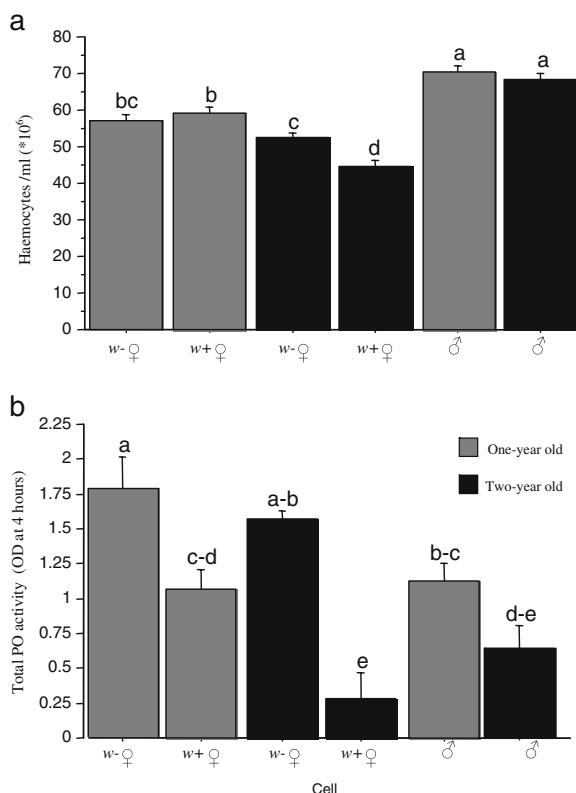 a
Haemocytes /ml (*10⁶)
80
70
60
50
40
30
20
10
0
bc
b
c
d
a
a
w-♀
w+♀
w-♀
w+♀
♂
♂
b
Total PO activity (OD at 4 hours)
2.25
2
1.75
1.5
1.25
1
0.75
0.5
0.25
0
a
c-d
a-b
e
b-c
d-e
One-year old
Two-year old
w-♀
w+♀
w-♀
w+♀
♂
♂
Cell